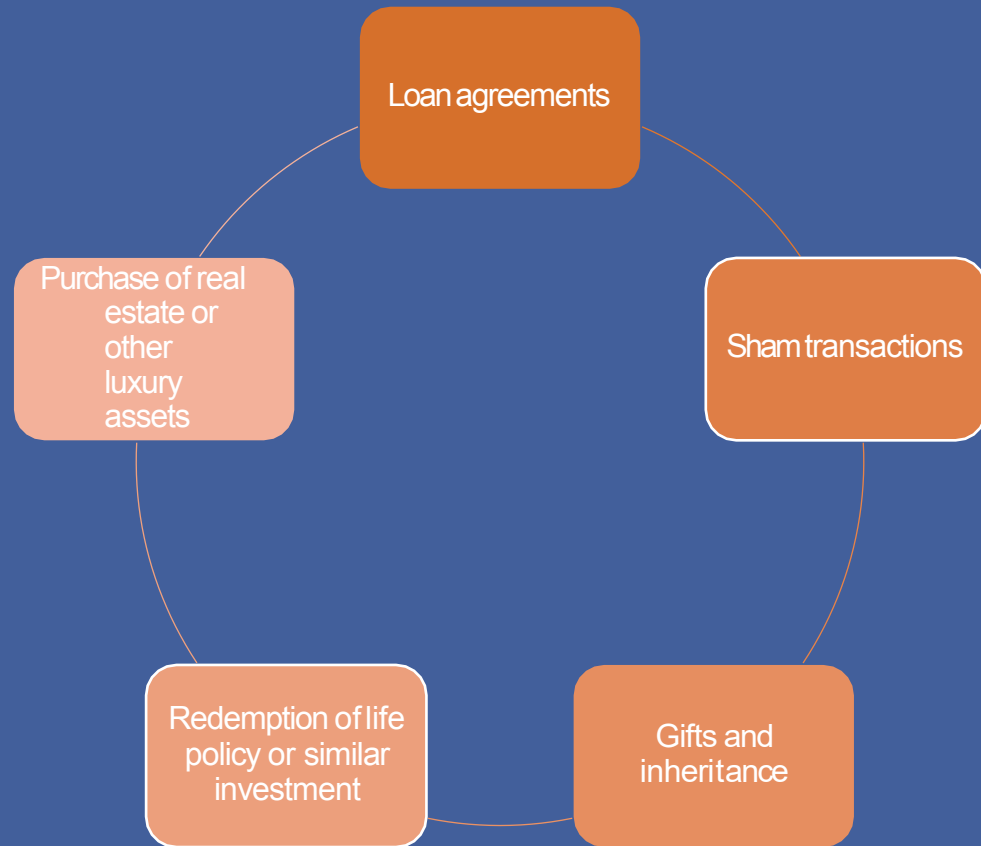 Loan agreements
Purchase of real
estate or
other
luxury
assets
Sham transactions
Redemption of life
policy or similar
investment
Gifts and
inheritance